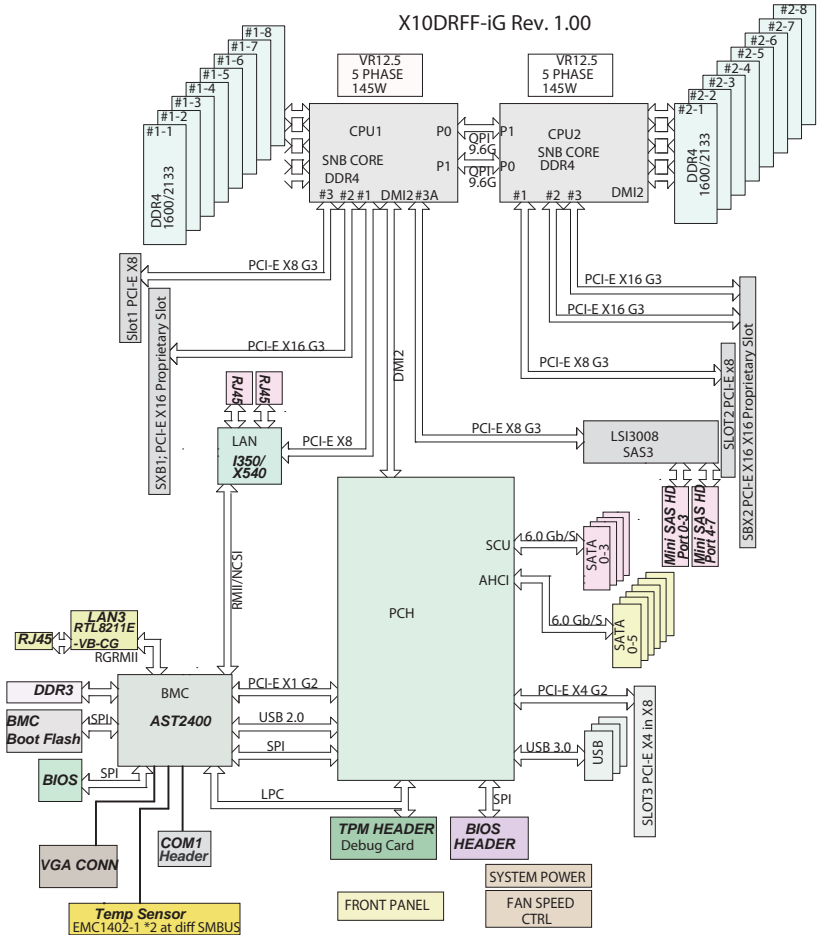 X10DRFF-iG Rev. 1.00
#1-8
#1-7
#1-6
#1-5
#1-4
#1-3
#1-2
#1-1
DDR4
1600/2133
VR12.5
5 PHASE
145W
VR12.5
5 PHASE
145W
#2-8
#2-7
#2-6
#2-5
#2-4
#2-3
#2-2
#2-1
DDR4
1600/2133
CPU1
P0
SNB CORE
DDR4
P1
#3 #2 #1 DMI2 #3A
QPI
9.6G
QPI
9.6G
P1
CPU2
SNB CORE
P0
DDR4
#1 #2 #3 DMI2
Slot1 PCI-E X8
PCI-E X8 G3
SXB1; PCI-E X16 Proprietary Slot
PCI-E X16 G3
DMI2
PCI-E X16 G3
PCI-E X16 G3
PCI-E X8 G3
SLOT2 PCI-E x8
SBX2 PCI-E X16 X16 Proprietary Slot
RJ45
RJ45
LAN
I350/
X540
PCI-E X8
PCI-E X8 G3
LSI3008
SAS3
Mini SAS HD
Port 0-3
Mini SAS HD
Port 4-7
RMII/NCSI
PCH
SCU
6.0 Gb/S
SATA
0-3
AHCI
6.0 Gb/S
SATA
0-5
LAN3
RTL8211E
-VB-CG
RJ45
RGRMII
DDR3
BMC
AST2400
BMC
Boot Flash
SPI
BIOS
SPI
PCI-E X1 G2
USB 2.0
SPI
LPC
PCI-E X4 G2
SLOT3 PCI-E X4 in X8
USB 3.0
USB
SPI
VGA CONN
COM1
Header
TPM HEADER
Debug Card
BIOS
HEADER
Temp Sensor
EMC1402-1 *2 at diff SMBUS
FRONT PANEL
SYSTEM POWER
FAN SPEED
CTRL